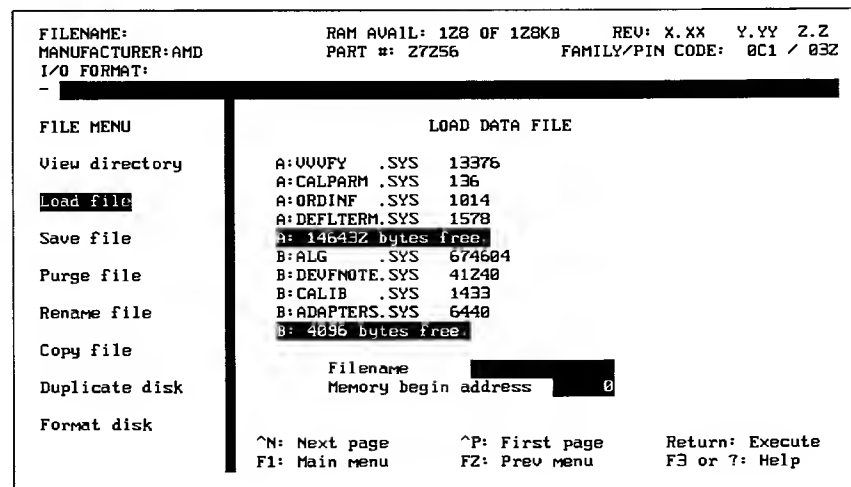 FILENAME: RAM AVAIL: 128 OF 128KB REV: X.XX Y.YY Z.Z
MANUFACTURER:AMD PART #: 27256 FAMILY/PIN CODE: 0C1 / 032
I/O FORMAT:
-
FILE MENU
LOAD DATA FILE
View directory
Load file
Save file
Purge file
Rename file
Copy file
Duplicate disk
Format disk
A:VVVFY .SYS 13376
A:CALPARM .SYS 136
A:ORDINF .SYS 1014
A:DEFLTERM.SYS 1578
A: 146432 bytes free.
B:ALG .SYS 674604
B:DEVFNOTE.SYS 41240
B:CALIB .SYS 1433
B:ADAPTERS.SYS 6440
B: 4096 bytes free.
Filename
Memory begin address 0
^N: Next page ^P: First page Return: Execute
F1: Main menu F2: Prev menu F3 or ?: Help